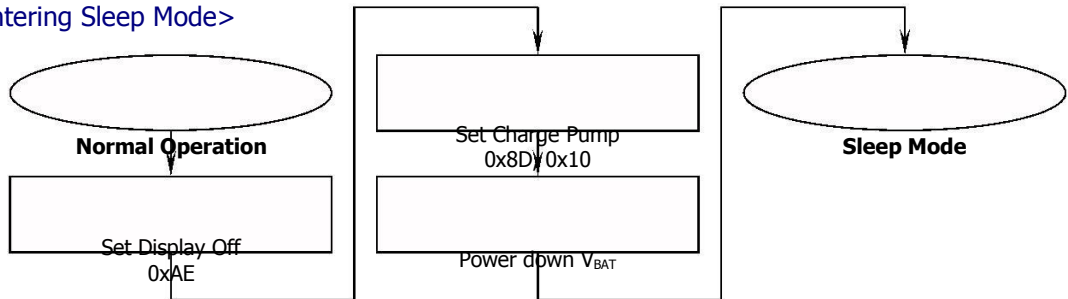 ntering Sleep Mode>
Normal Operation
Set Display Off
0xAE
Set Charge Pump
0x8D, 0x10
Power down VBAT
Sleep Mode